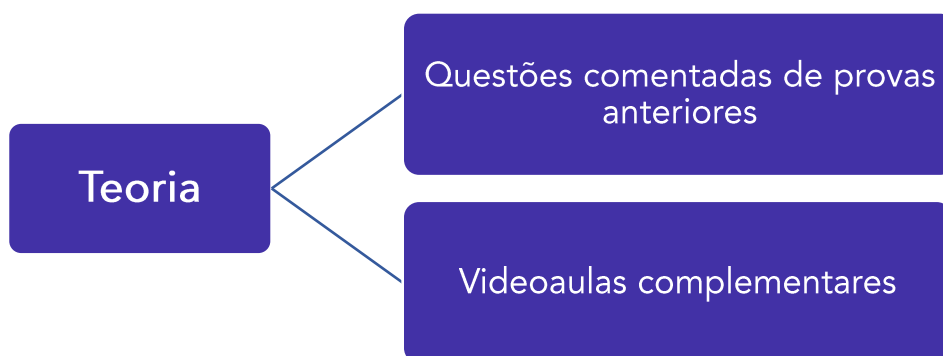 Teoria
Questões comentadas de provas
anteriores
Videoaulas complementares